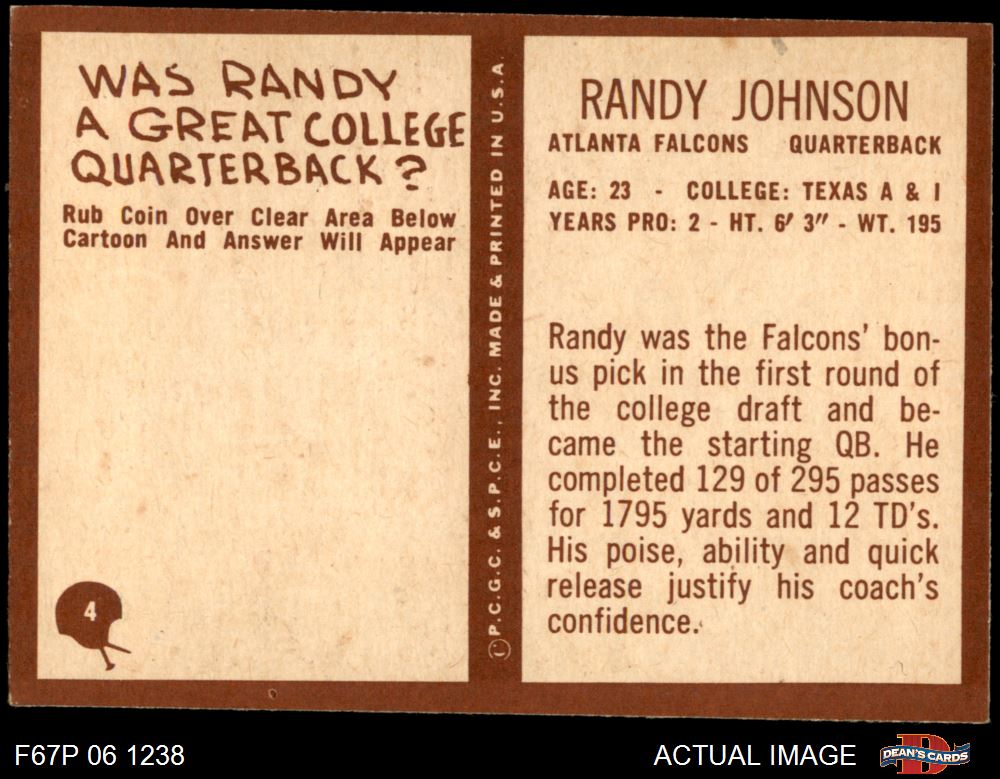 WAS RANDY
A GREAT COLLEGE
QUARTERBACK?
Rub Coin Over Clear Area Below
Cartoon And Answer Will Appear
4
Ⓒ P.C.G.C. & S.P.C.E., INC. MADE & PRINTED IN U.S.A.
RANDY JOHNSON
ATLANTA FALCONS QUARTERBACK
AGE: 23 - COLLEGE: TEXAS A & I
YEARS PRO: 2 - HT. 6' 3" - WT. 195
Randy was the Falcons' bon-
us pick in the first round of
the college draft and be-
came the starting QB. He
completed 129 of 295 passes
for 1795 yards and 12 TD's.
His poise, ability and quick
release justify his coach's
confidence.
F67P 06 1238
ACTUAL IMAGE
DEAN'S CARDS